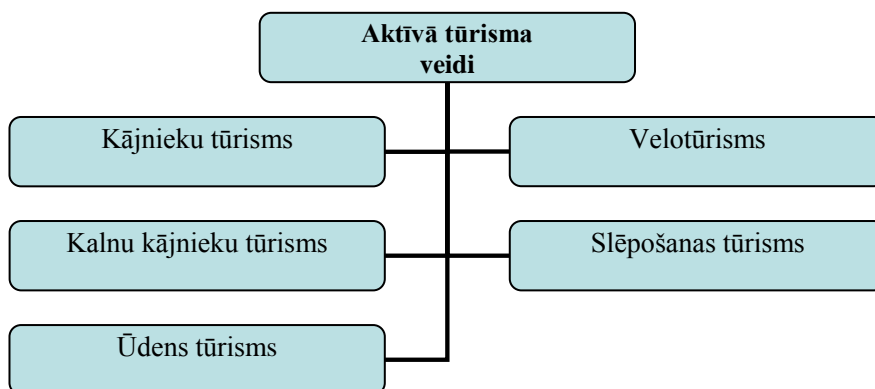 Aktīvā tūrisma
veidi
Kājnieku tūrisms
Velotūrisms
Kalnu kājnieku tūrisms
Slēpošanas tūrisms
Ūdens tūrisms